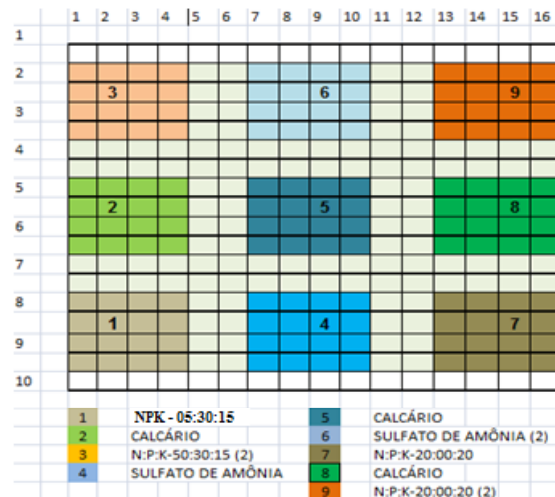 1 2 3 4 5 6 7 8 9 10 11 12 13 14 15 16
1
2
3 6 9
3
4
5
2 5 8
6
7
8
1 4 7
9
10
1 NPK - 05:30:15 5 CALCÁRIO
2 CALCÁRIO 6 SULFATO DE AMÔNIA (2)
3 N:P:K-50:30:15 (2) 7 N:P:K-20:00:20
4 SULFATO DE AMÔNIA 8 CALCÁRIO
9 N:P:K-20:00:20 (2)